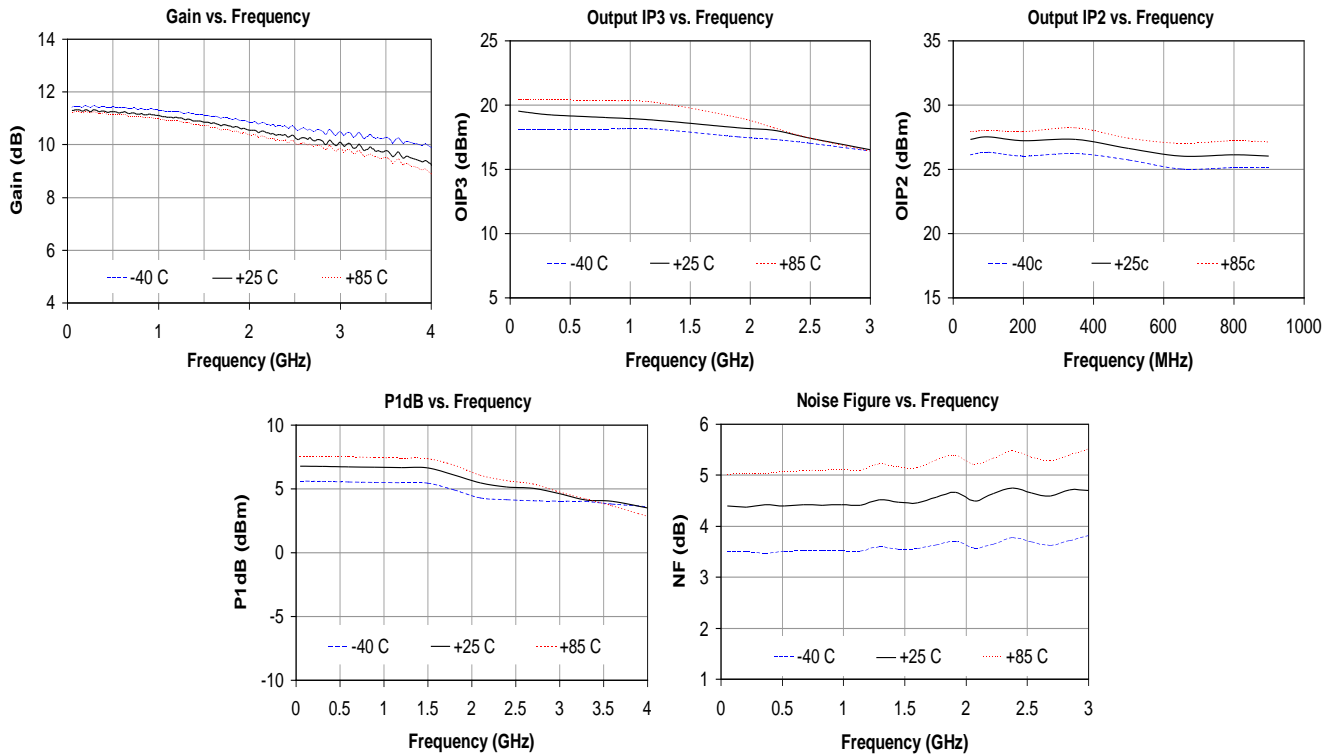 Gain vs. Frequency
14
12
10
8
6
4
Gain (dB)
-40 C +25 C +85 C
0 1 2 3 4
Frequency (GHz)
Output IP3 vs. Frequency
25
20
15
10
5
OIP3 (dBm)
-40 C +25 C +85 C
0 0.5 1 1.5 2 2.5 3
Frequency (GHz)
Output IP2 vs. Frequency
35
31
27
23
19
15
OIP2 (dBm)
-40c +25c +85c
0 200 400 600 800 1000
Frequency (MHz)
P1dB vs. Frequency
10
5
0
-5
-10
P1dB (dBm)
-40 C +25 C +85 C
0 0.5 1 1.5 2 2.5 3 3.5 4
Frequency (GHz)
Noise Figure vs. Frequency
6
5
4
3
2
1
NF (dB)
-40 C +25 C +85 C
0 0.5 1 1.5 2 2.5 3
Frequency (GHz)